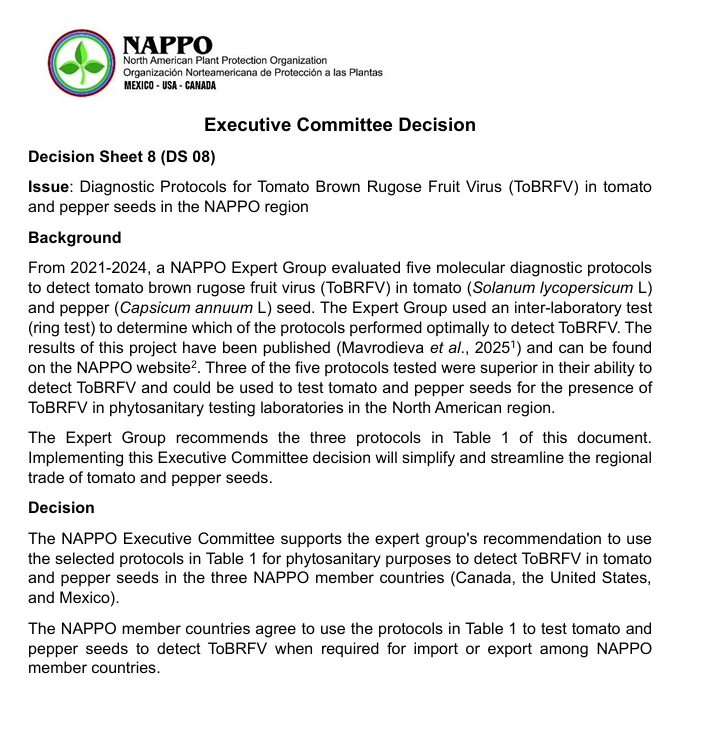 NAPPO
North American Plant Protection Organization
Organización Norteamericana de Protección a las Plantas
MEXICO - USA - CANADA
Executive Committee Decision
Decision Sheet 8 (DS 08)
Issue: Diagnostic Protocols for Tomato Brown Rugose Fruit Virus (ToBRFV) in tomato
and pepper seeds in the NAPPO region
Background
From 2021-2024, a NAPPO Expert Group evaluated five molecular diagnostic protocols
to detect tomato brown rugose fruit virus (ToBRFV) in tomato (Solanum lycopersicum L)
and pepper (Capsicum annuum L) seed. The Expert Group used an inter-laboratory test
(ring test) to determine which of the protocols performed optimally to detect ToBRFV. The
results of this project have been published (Mavrodieva et al., 2025¹) and can be found
on the NAPPO website². Three of the five protocols tested were superior in their ability to
detect ToBRFV and could be used to test tomato and pepper seeds for the presence of
ToBRFV in phytosanitary testing laboratories in the North American region.
The Expert Group recommends the three protocols in Table 1 of this document.
Implementing this Executive Committee decision will simplify and streamline the regional
trade of tomato and pepper seeds.
Decision
The NAPPO Executive Committee supports the expert group's recommendation to use
the selected protocols in Table 1 for phytosanitary purposes to detect ToBRFV in tomato
and pepper seeds in the three NAPPO member countries (Canada, the United States,
and Mexico).
The NAPPO member countries agree to use the protocols in Table 1 to test tomato and
pepper seeds to detect ToBRFV when required for import or export among NAPPO
member countries.